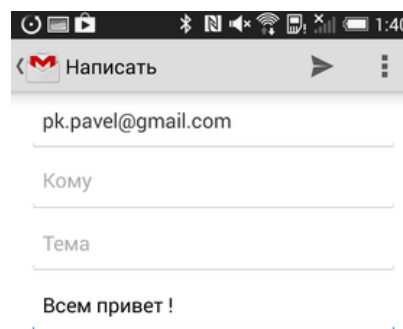 1:40
Написать
pk.pavel@gmail.com
Кому
Тема
Всем привет !